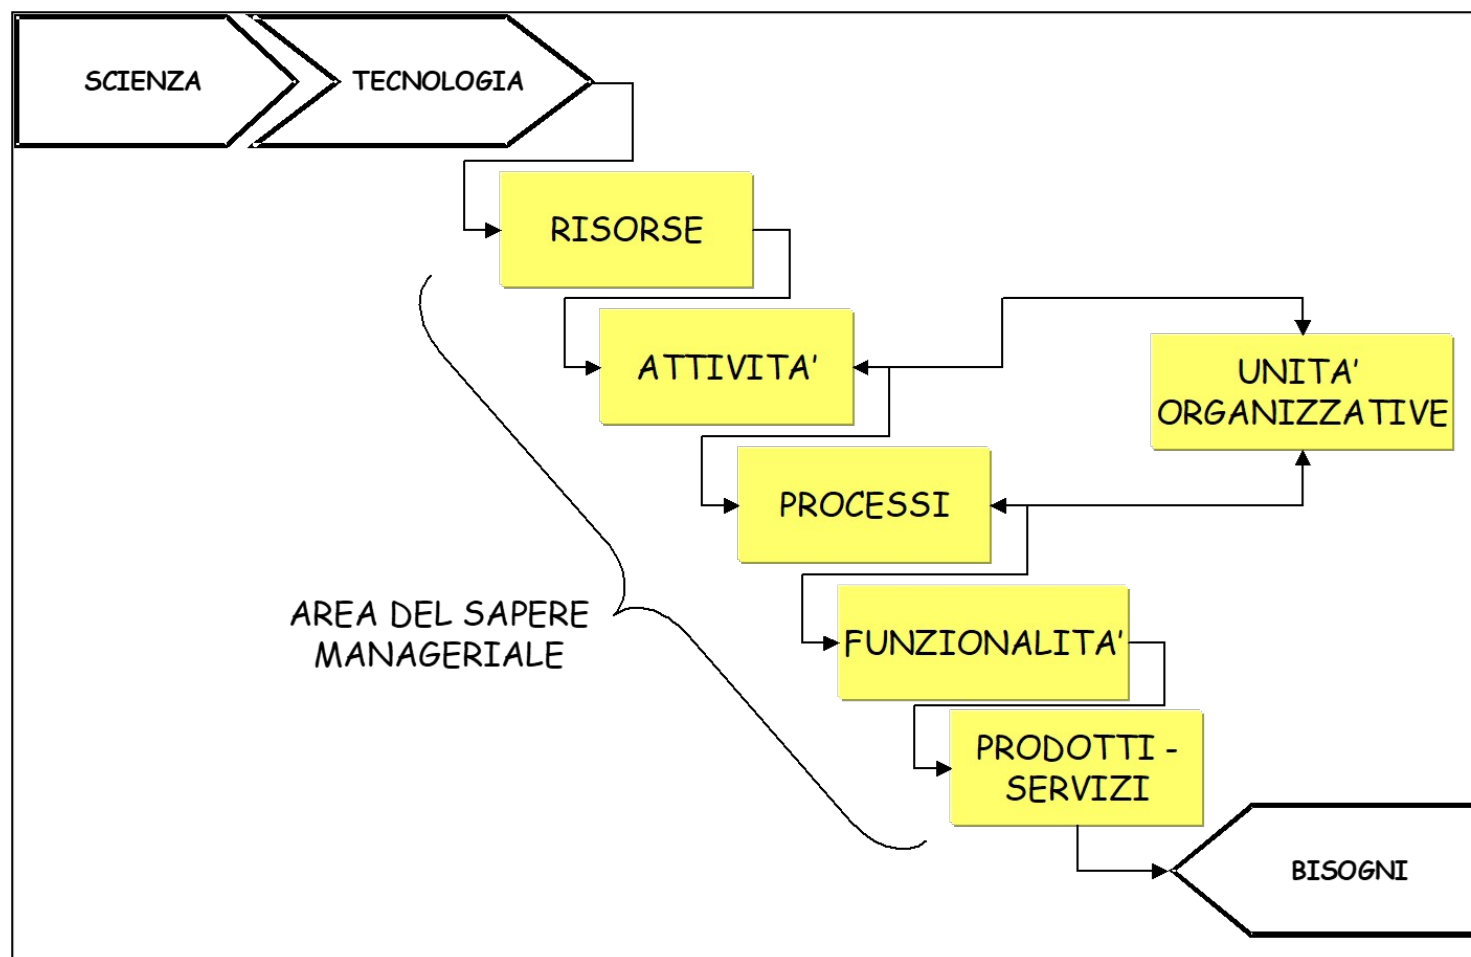 SCIENZA
TECNOLOGIA
RISORSE
ATTIVITA'
UNITA'
ORGANIZZATIVE
PROCESSI
AREA DEL SAPERE
MANAGERIALE
FUNZIONALITA'
PRODOTTI -
SERVIZI
BISOGNI